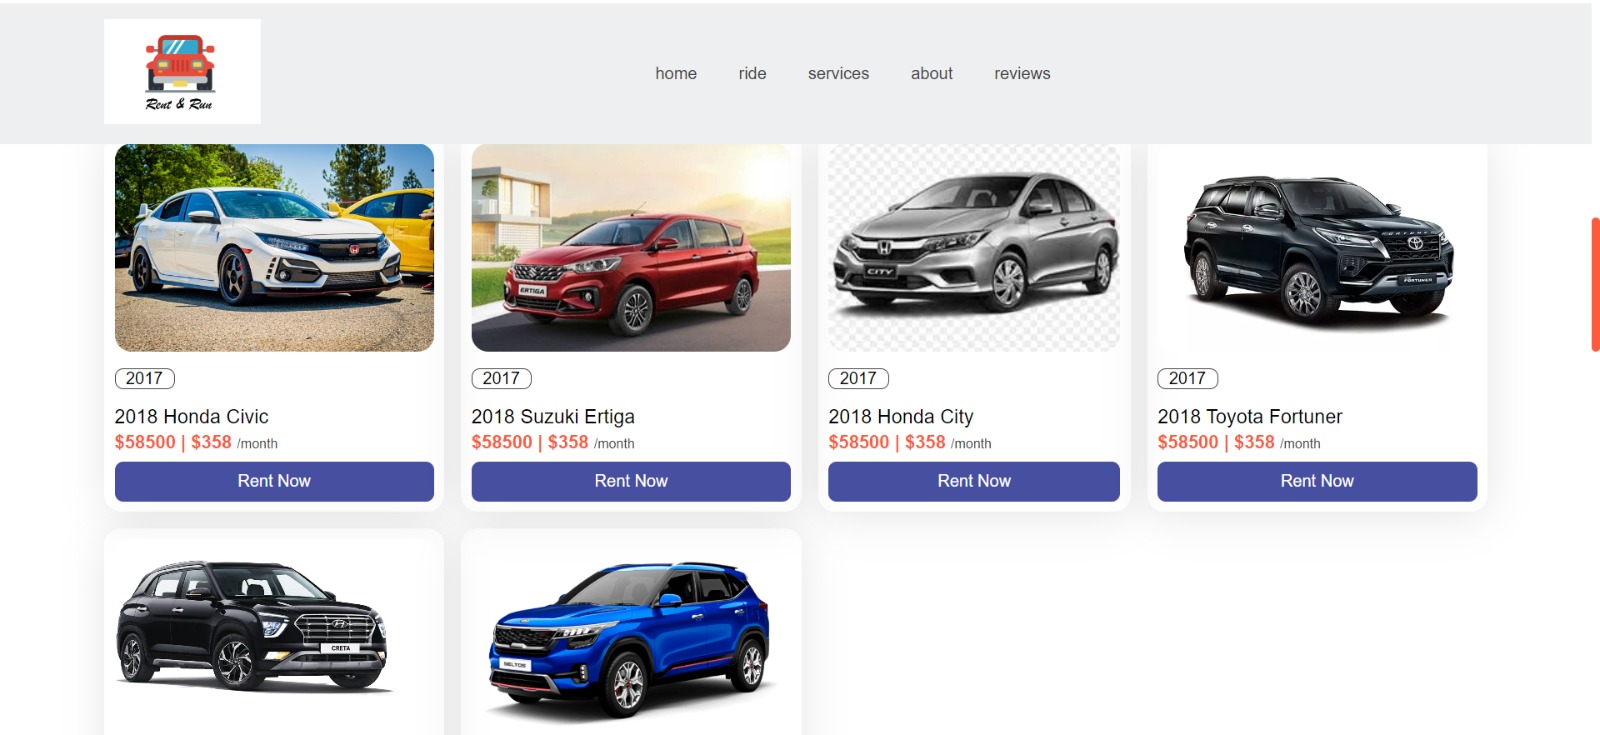 Rent & Run
home ride services about reviews
ERTIGA
CITY
FORTUNER
2017 2017 2017 2017
2018 Honda Civic 2018 Suzuki Ertiga 2018 Honda City 2018 Toyota Fortuner
$58500 | $358 /month $58500 | $358 /month $58500 | $358 /month $58500 | $358 /month
Rent Now Rent Now Rent Now Rent Now
CRETA
SELTOS